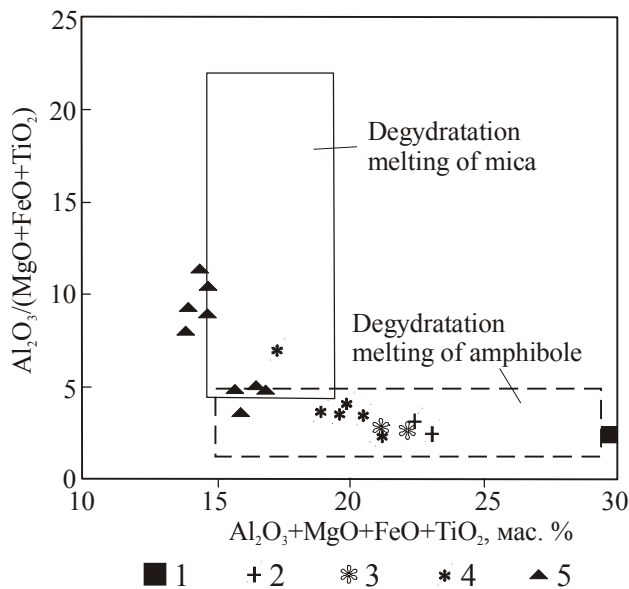 25
20
15
10
5
0
Al₂O₃/(MgO+FeO+TiO₂)
Degydratation
melting of mica
Degydratation
melting of amphibole
10 15 20 25 30
Al₂O₃+MgO+FeO+TiO₂, мас. %
1 2 3 4 5